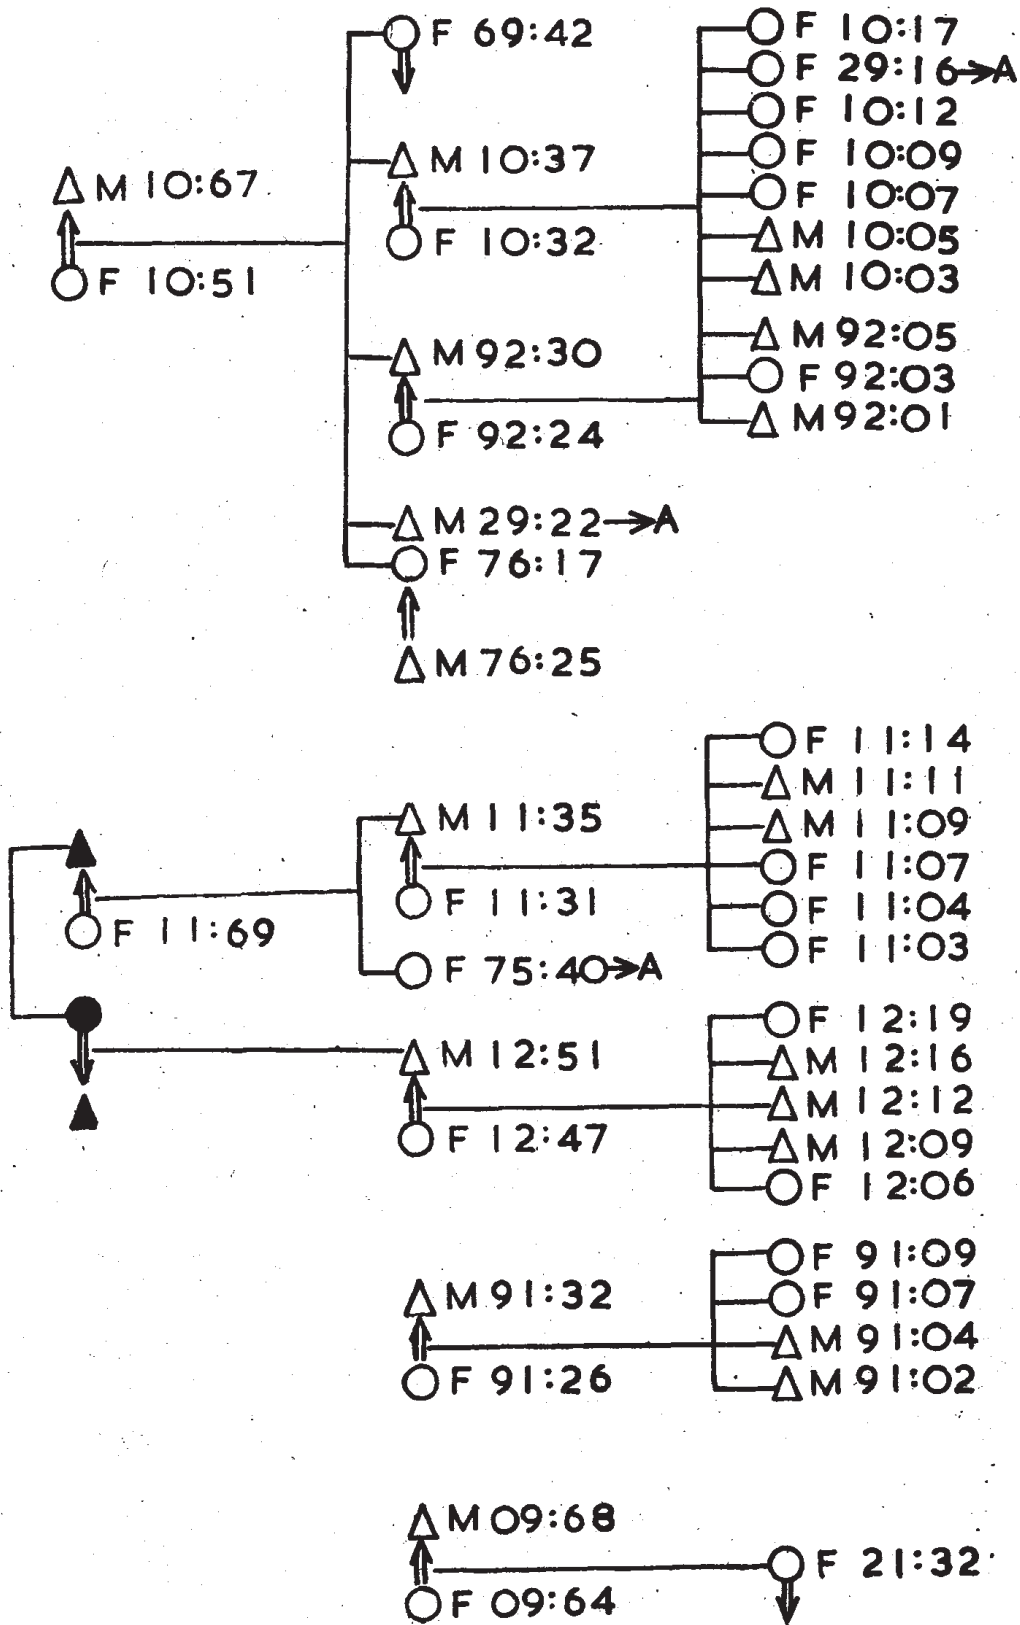 F 69:42
F 10:17
F 29:16→A
F 10:12
M 10:37
F 10:09
M 10:67
F 10:07
F 10:32
M 10:05
F 10:51
M 10:03
M 92:30
M 92:05
F 92:03
F 92:24
M 92:01
M 29:22→A
F 76:17
M 76:25
F 11:14
M 11:11
M 11:35
M 11:09
F 11:07
F 11:31
F 11:04
F 11:69
F 11:03
F 75:40→A
F 12:19
M 12:51
M 12:16
M 12:12
F 12:47
M 12:09
F 12:06
F 91:09
M 91:32
F 91:07
M 91:04
F 91:26
M 91:02
M 09:68
F 21:32
F 09:64